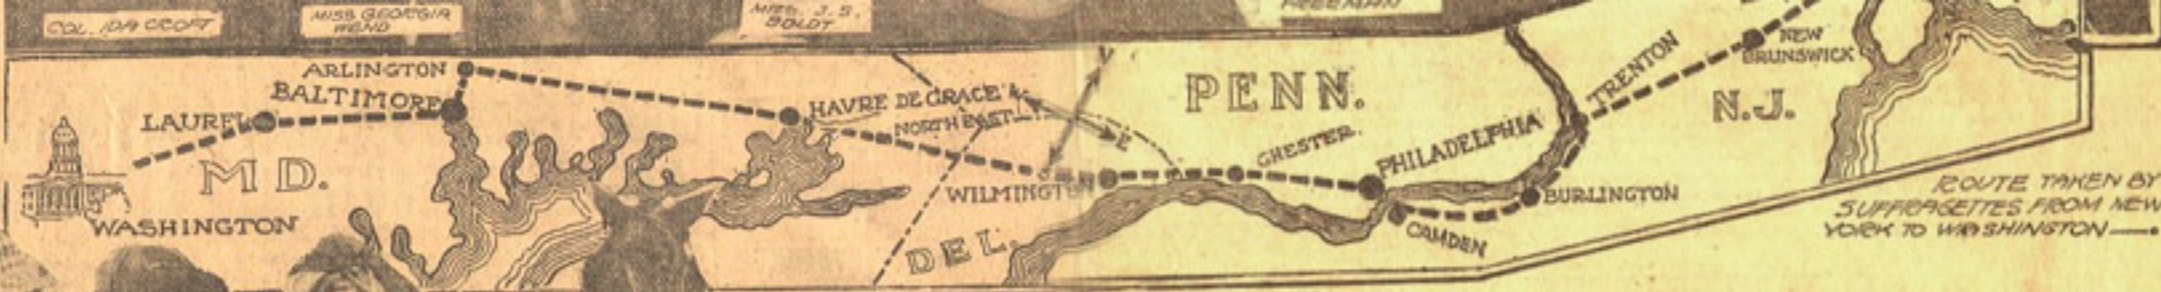 COL. IDA CROFT
MISS GEORGIA
WEND
MRS. J. S.
BOLDT
FREEMAN
ARLINGTON
BALTIMORE
LAUREL
HAVRE DE GRACE
NORTH EAST
M D.
WASHINGTON
WILMINGTON
DEL.
E
PENN.
CHESTER.
PHILADELPHIA
CAMDEN
BURLINGTON
TRENTON
NEW
BRUNSWICK
N.J.
ROUTE TAKEN BY
SUFFRAGETTES FROM NEW
YORK TO WASHINGTON